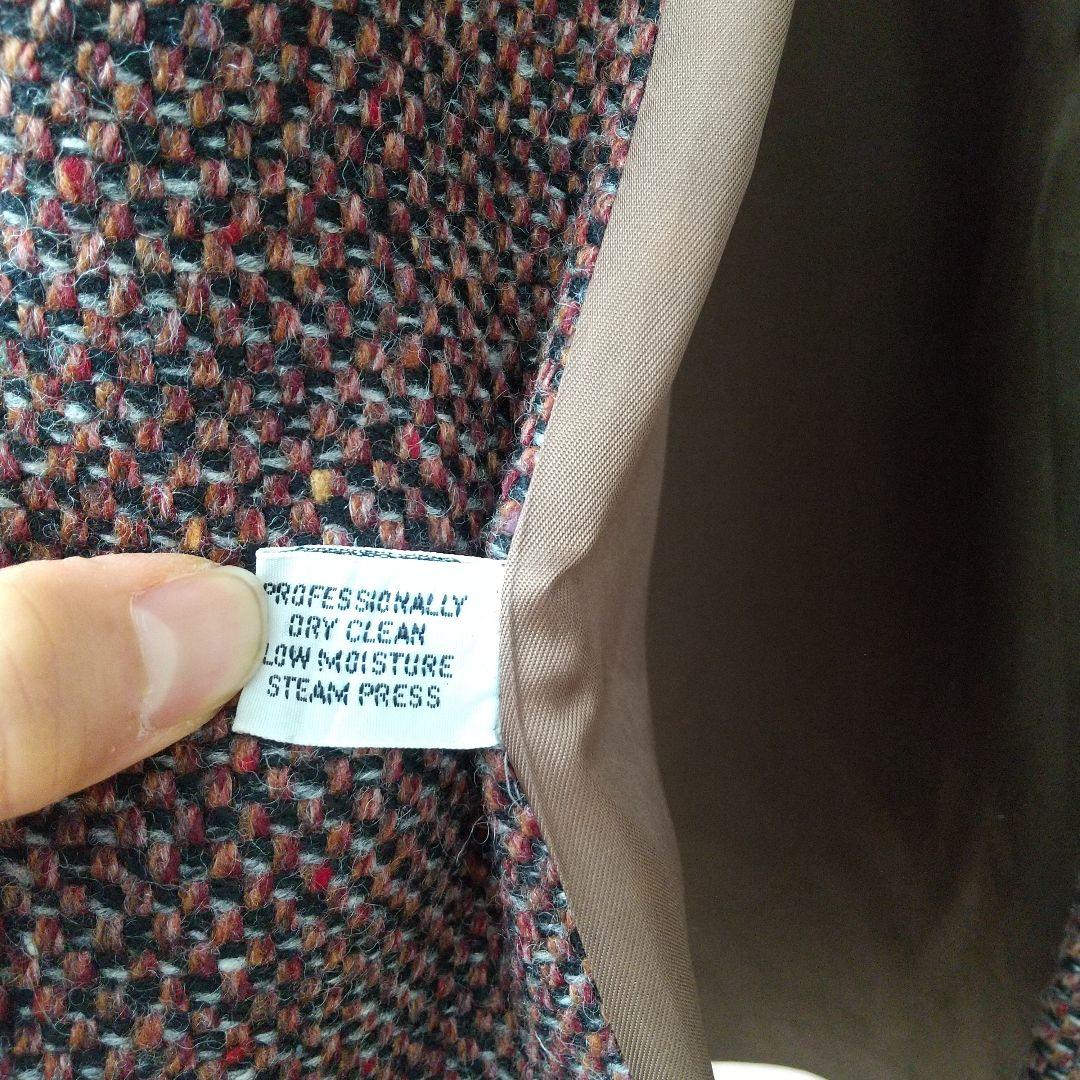 PROFESSIONALLY
DRY CLEAN
LOW MOISTURE
STEAM PRESS